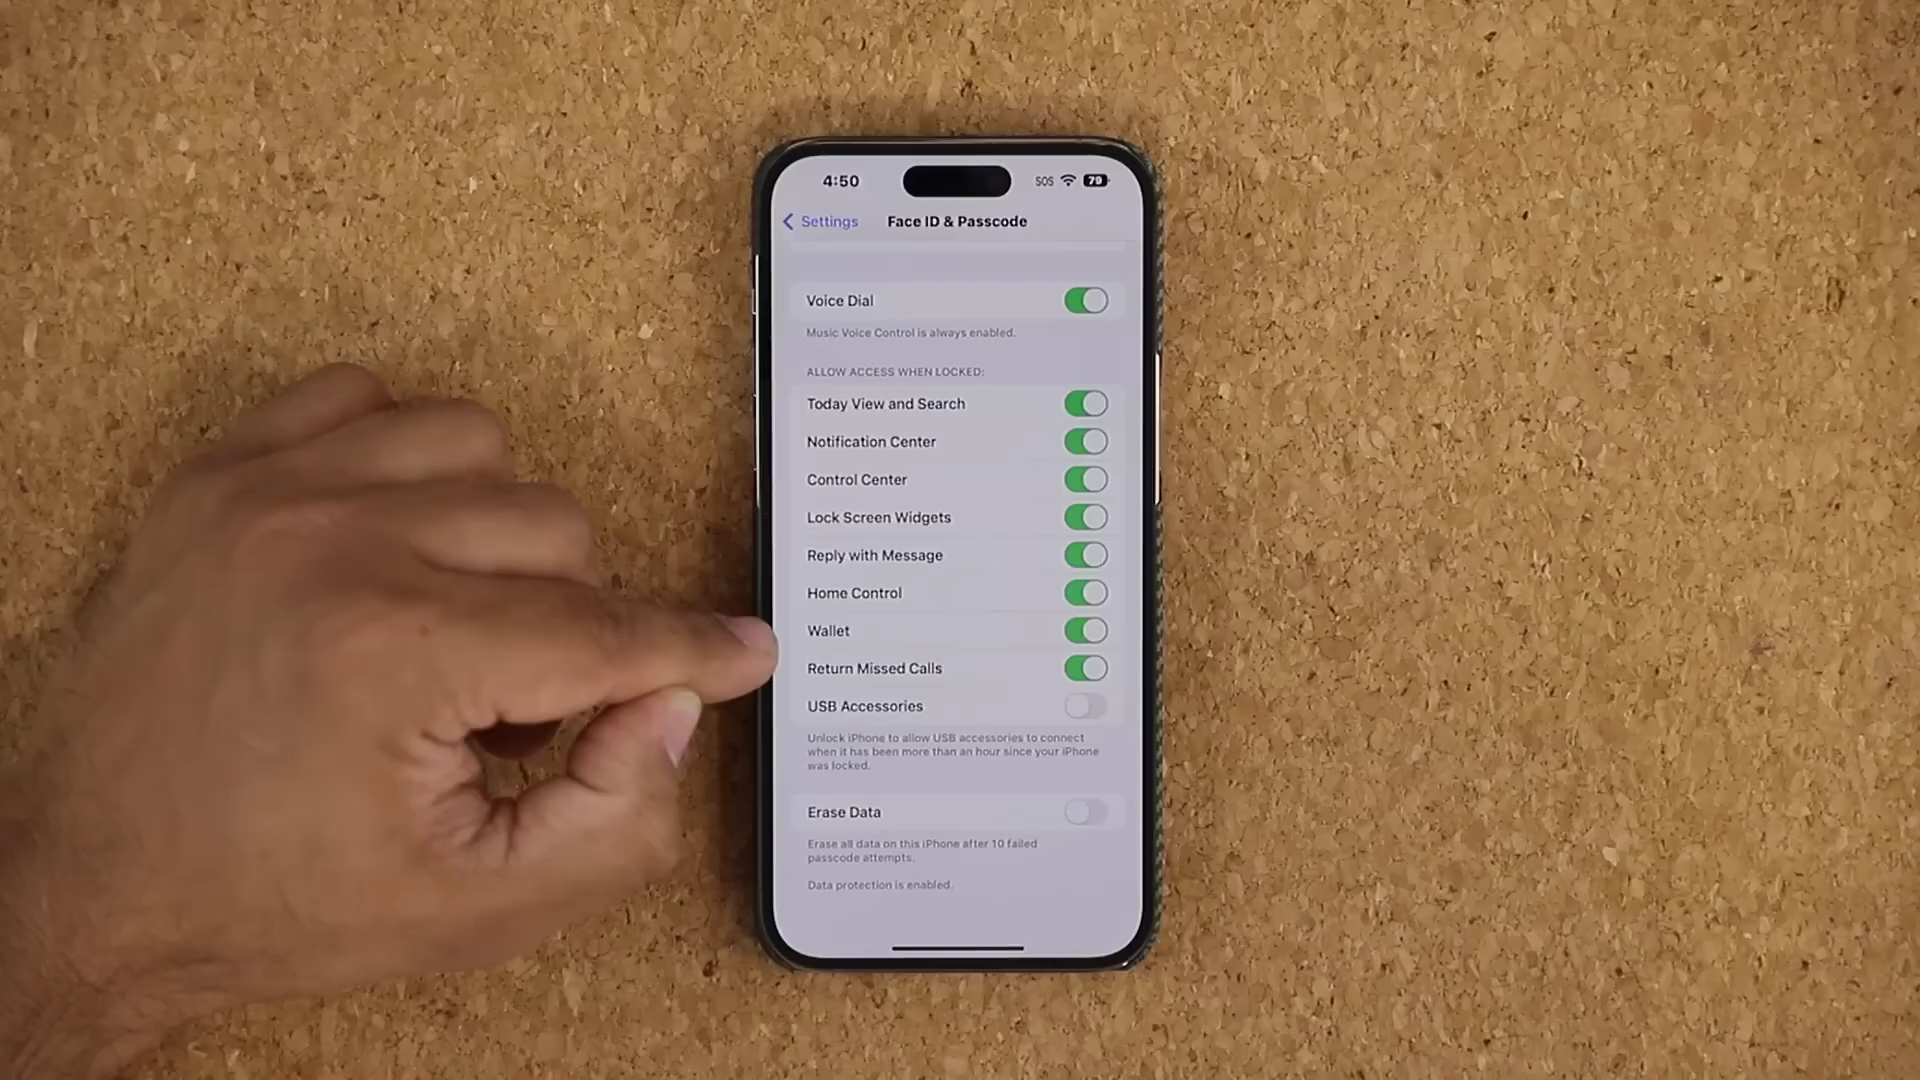 4:50 SOS 79
Settings Face ID & Passcode
Voice Dial
Music Voice Control is always enabled.
ALLOW ACCESS WHEN LOCKED:
Today View and Search
Notification Center
Control Center
Lock Screen Widgets
Reply with Message
Home Control
Wallet
Return Missed Calls
USB Accessories
Unlock iPhone to allow USB accessories to connect
when it has been more than an hour since your iPhone
was locked.
Erase Data
Erase all data on this iPhone after 10 failed
passcode attempts.
Data protection is enabled.